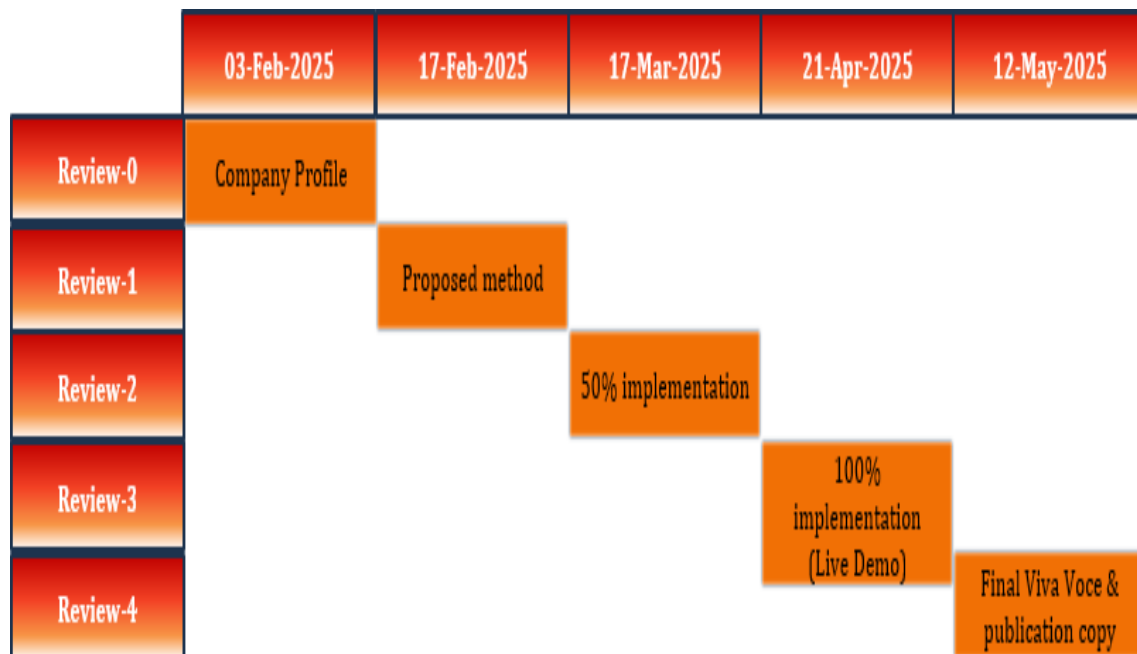 03-Feb-2025 17-Feb-2025 17-Mar-2025 21-Apr-2025 12-May-2025
Review-0 Company Profile
Review-1 Proposed method
Review-2 50% implementation
Review-3 100%
implementation
(Live Demo)
Review-4 Final Viva Voce &
publication copy